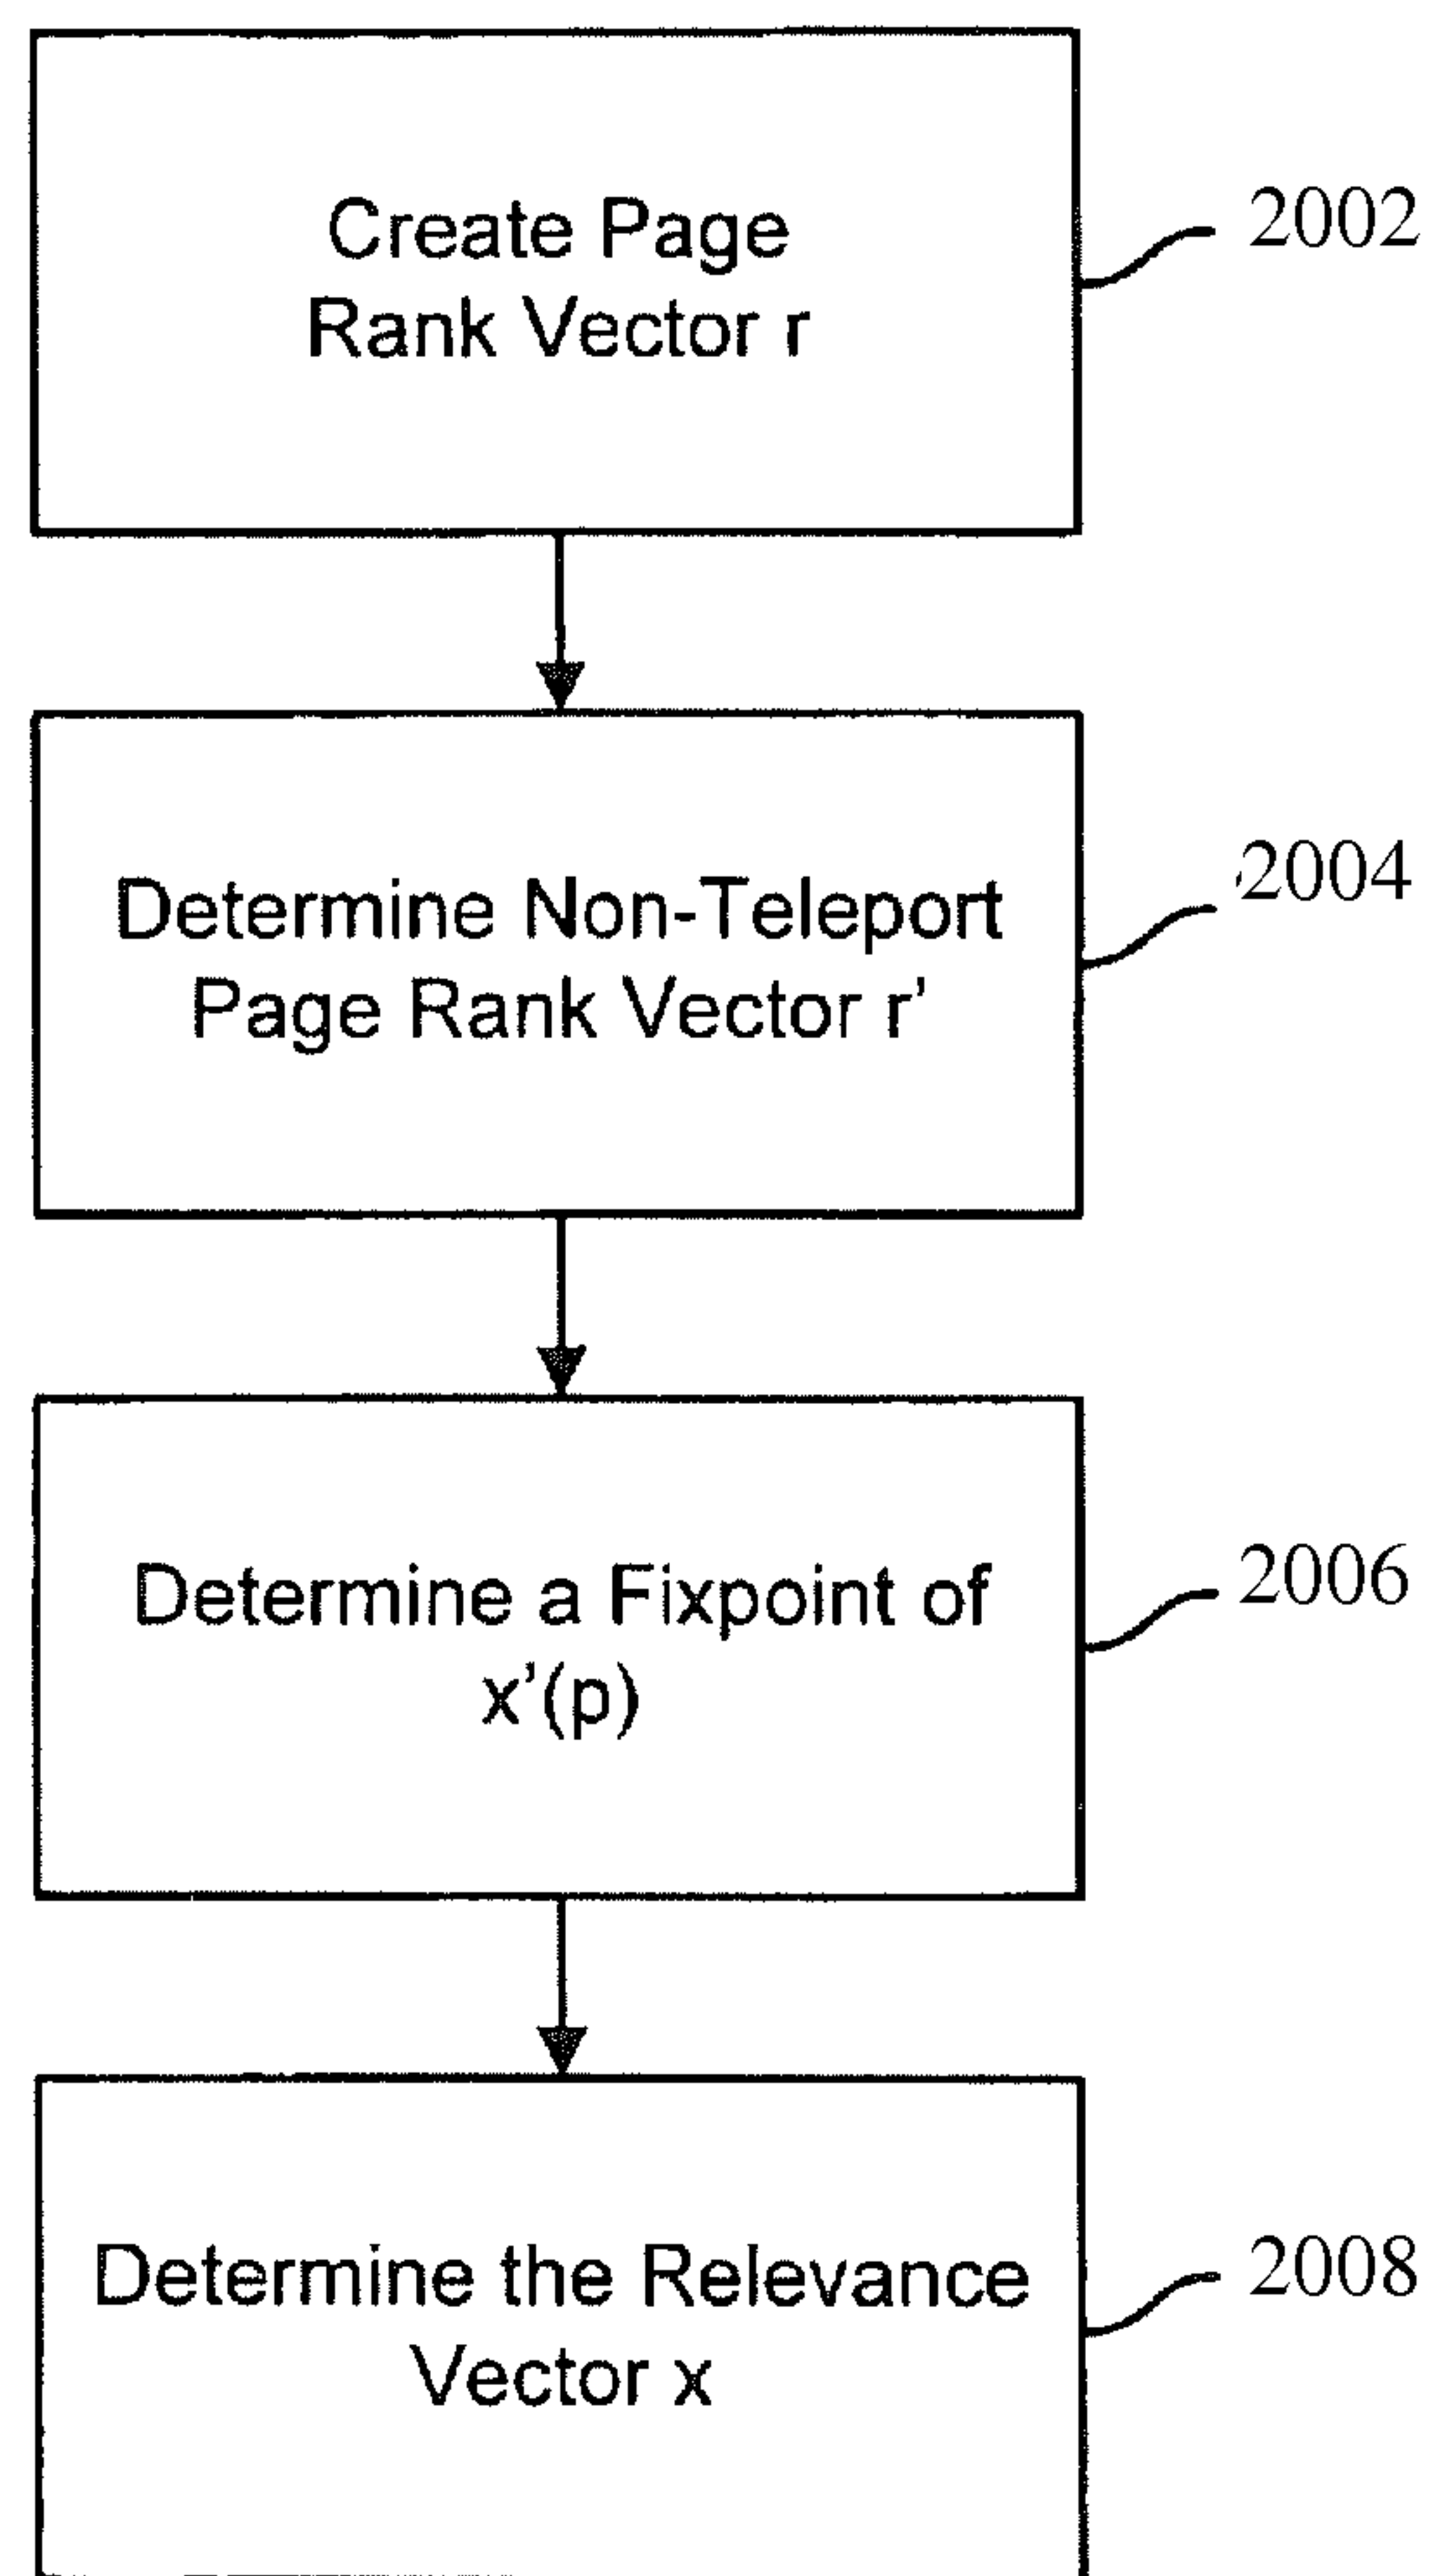 Create Page
Rank Vector r
2002
Determine Non-Teleport
Page Rank Vector r'
2004
Determine a Fixpoint of
x'(p)
2006
Determine the Relevance
Vector x
2008